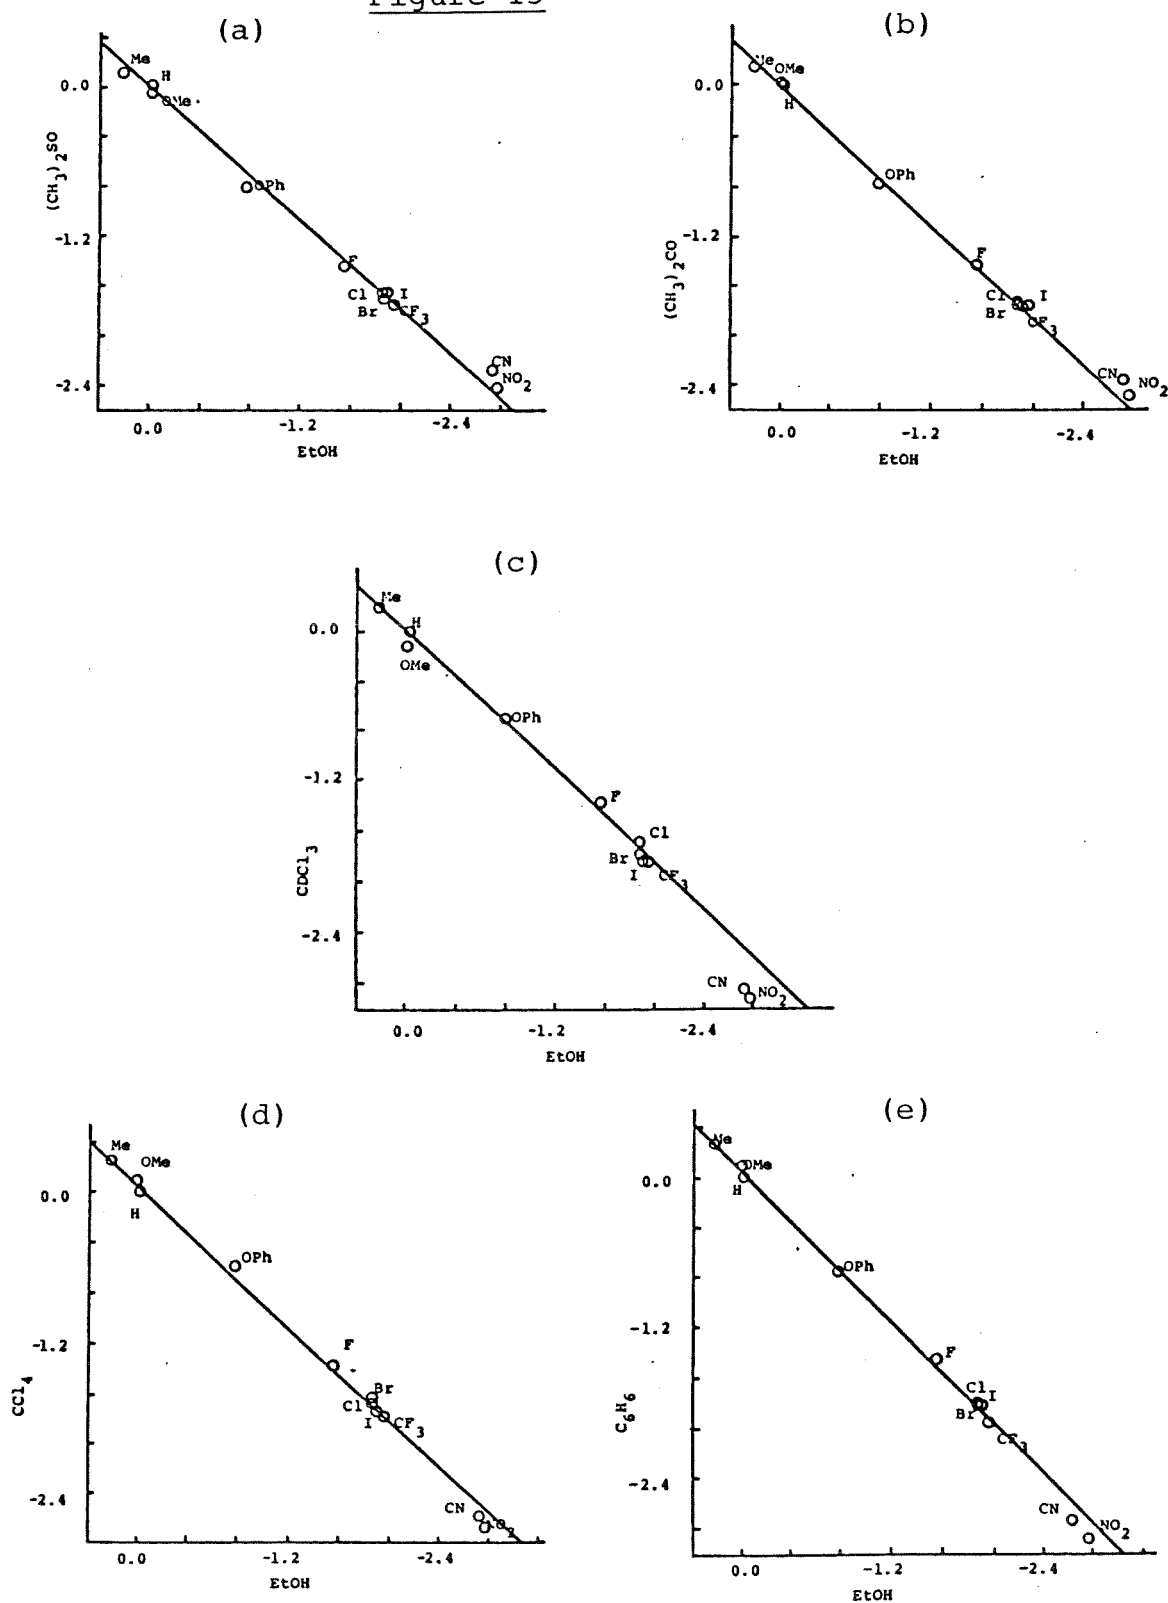 Figure 15
(a)
Me
H
0.0
OMe
(CH3)2SO
OPh
-1.2
F
Cl
I
Br
CF3
CN
NO2
-2.4
0.0
-1.2
-2.4
EtOH
(b)
Me
OMe
0.0
H
OPh
(CH3)2CO
-1.2
F
Cl
I
Br
CF3
CN
NO2
-2.4
0.0
-1.2
-2.4
EtOH
(c)
Me
H
0.0
OMe
OPh
-1.2
F
Cl
CDCl3
Br
I
CF3
-2.4
CN
NO2
0.0
-1.2
-2.4
EtOH
(d)
Me
OMe
0.0
H
OPh
-1.2
F
CCl4
Br
Cl
I
CF3
-2.4
CN
0.0
-1.2
-2.4
EtOH
(e)
Me
OMe
0.0
H
OPh
-1.2
F
C6H6
Cl
I
Br
CF3
-2.4
CN
NO2
0.0
-1.2
-2.4
EtOH